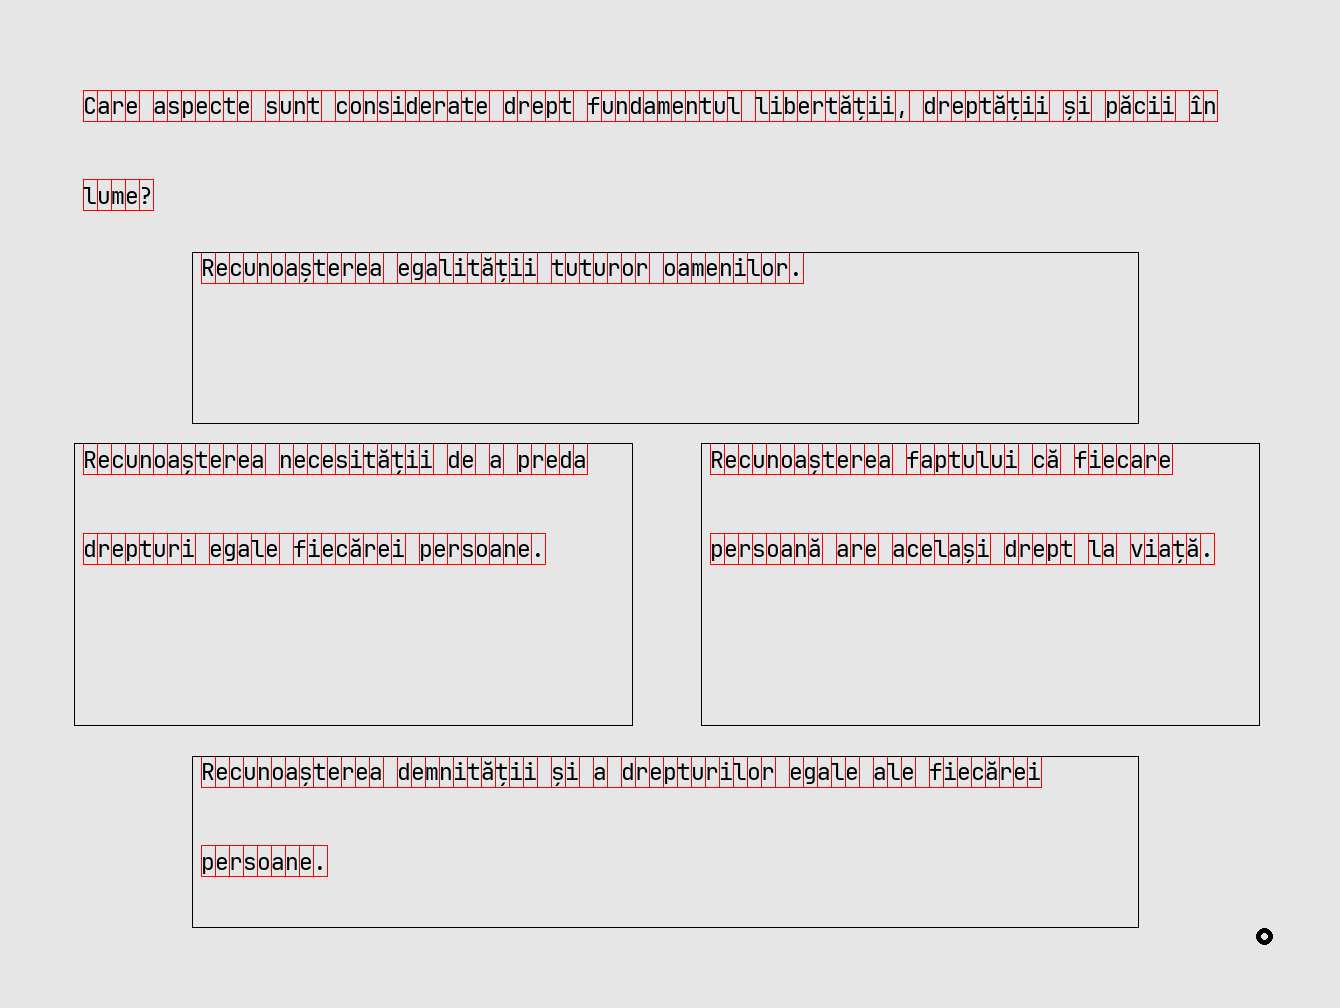 Care aspecte sunt considerate drept fundamentul libertății, dreptății și păcii în
lume?
Recunoașterea egalității tuturor oamenilor.
Recunoașterea necesității de a preda
drepturi egale fiecărei persoane.
Recunoașterea faptului că fiecare
persoană are același drept la viață.
Recunoașterea demnității și a drepturilor egale ale fiecărei
persoane.